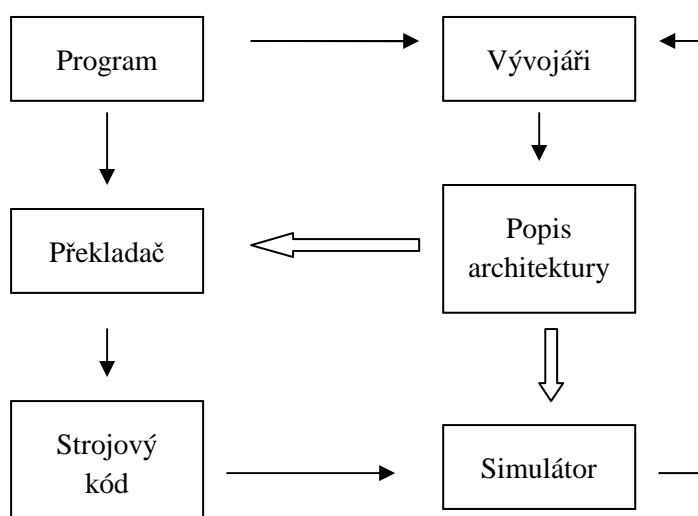 Program
Vývojáři
Překladač
Popis
architektury
Strojový
kód
Simulátor